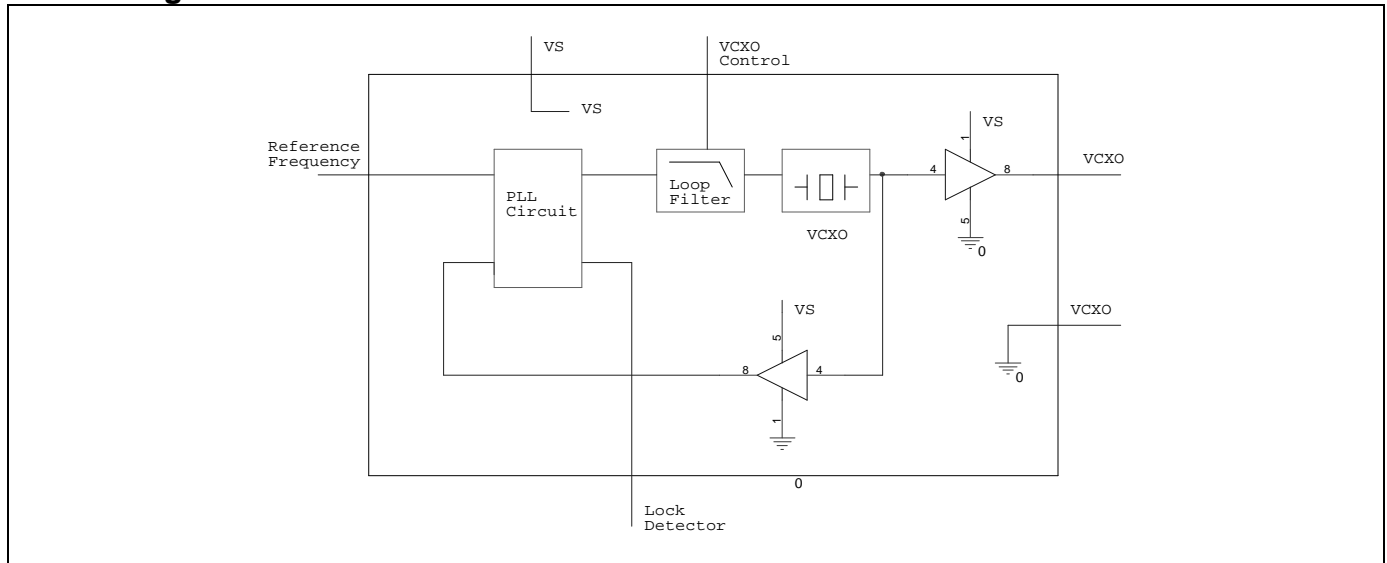 VS
VCXO
Control
VS
VS
1
Reference
Frequency
4
8
VCXO
PLL
Circuit
Loop
Filter
VCXO
5
0
VS
5
VCXO
8
4
0
1
0
Lock
Detector